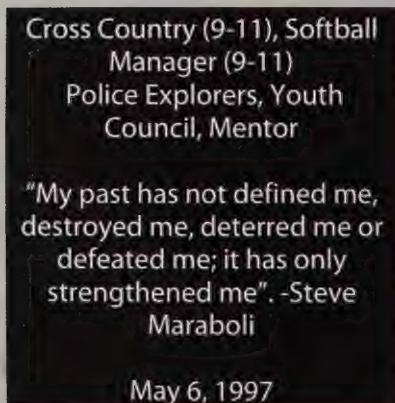 Cross Country (9-11), Softball
Manager (9-11)
Police Explorers, Youth
Council, Mentor
"My past has not defined me,
destroyed me, deterred me or
defeated me; it has only
strengthened me". -Steve
Maraboli
May 6, 1997